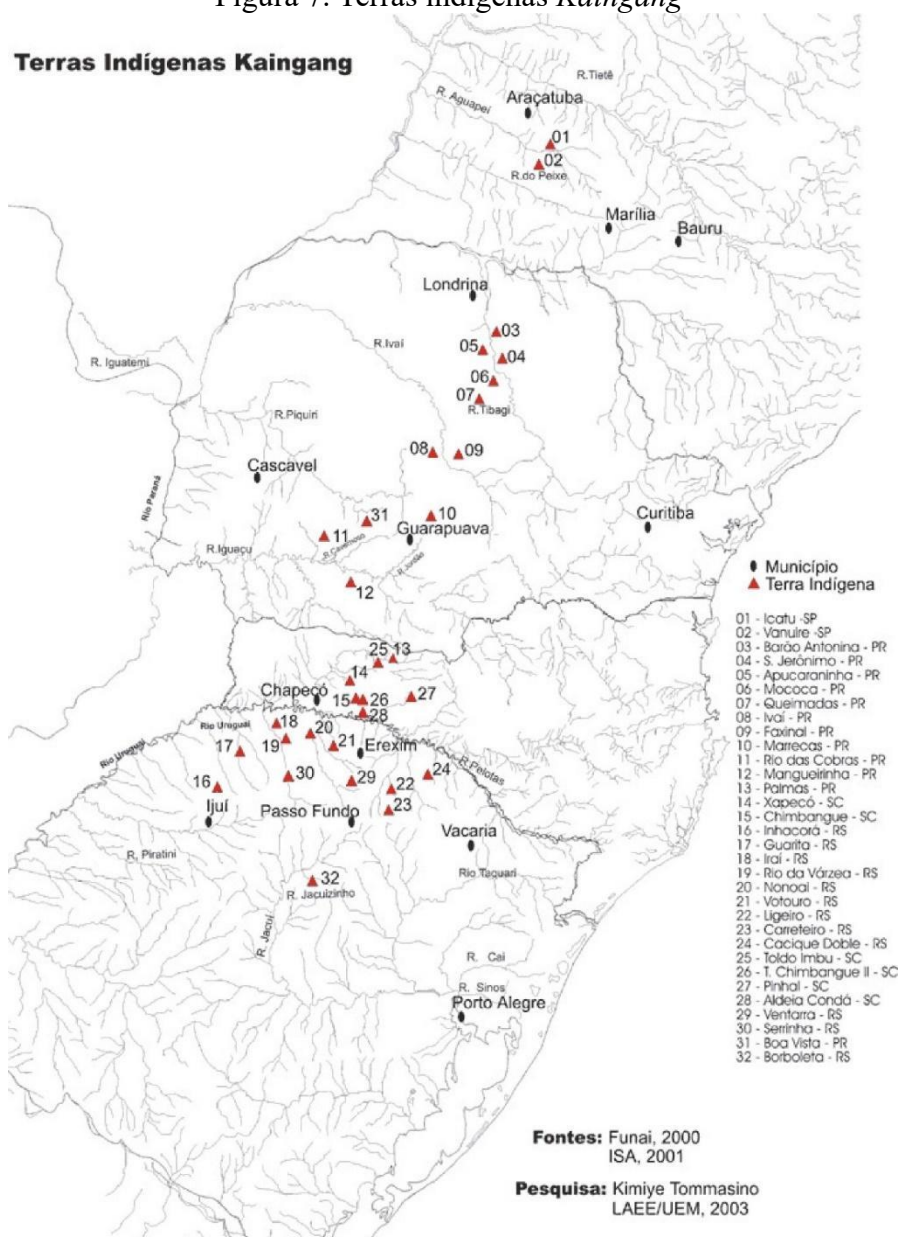 Figura 7: Terras indígenas Kaingang
Terras Indígenas Kaingang
R.Tietê
R. Aguapeí
Araçatuba
01
02
R.do Peixe
Marília
Bauru
Londrina
03
R.Ivaí
05
04
R. Iguatemi
06
07
R.Tibagi
R.Piquiri
08
09
Cascavel
Rio Paraná
31
10
Curitiba
11
Guarapuava
R.Iguaçu
R.Cavernoso
R.Jordão
12
Município
Terra Indígena
01 - Icatu -SP
02 - Vanuire -SP
03 - Barão Antonina - PR
04 - S. Jerônimo - PR
05 - Apucaraninha - PR
06 - Mococa - PR
07 - Queimadas - PR
08 - Ivaí - PR
09 - Faxinal - PR
10 - Marrecas - PR
11 - Rio das Cobras - PR
12 - Mangueirinha - PR
13 - Palmas - PR
14 - Xapecó - SC
15 - Chimbangue - SC
16 - Inhacorá - RS
17 - Guarita - RS
18 - Iraí - RS
19 - Rio da Várzea - RS
20 - Nonoai - RS
21 - Votouro - RS
22 - Ligeiro - RS
23 - Carreteiro - RS
24 - Cacique Doble - RS
25 - Toldo Imbu - SC
26 - T. Chimbangue II - SC
27 - Pinhal - SC
28 - Aldeia Condá - SC
29 - Ventarra - RS
30 - Serrinha - RS
31 - Boa Vista - PR
32 - Borboleta - RS
25
13
14
Chapecó
15
26
27
28
Rio Uruguai
Rio Uruguai
18
20
19
21
Erexim
17
R.Pelotas
30
29
24
16
22
Ijuí
Passo Fundo
23
Vacaria
R. Piratini
Rio Taquari
32
R. Jacuizinho
R. Jacuí
R. Cai
R. Sinos
Porto Alegre
Fontes: Funai, 2000
ISA, 2001
Pesquisa: Kimiye Tommasino
LAEE/UEM, 2003